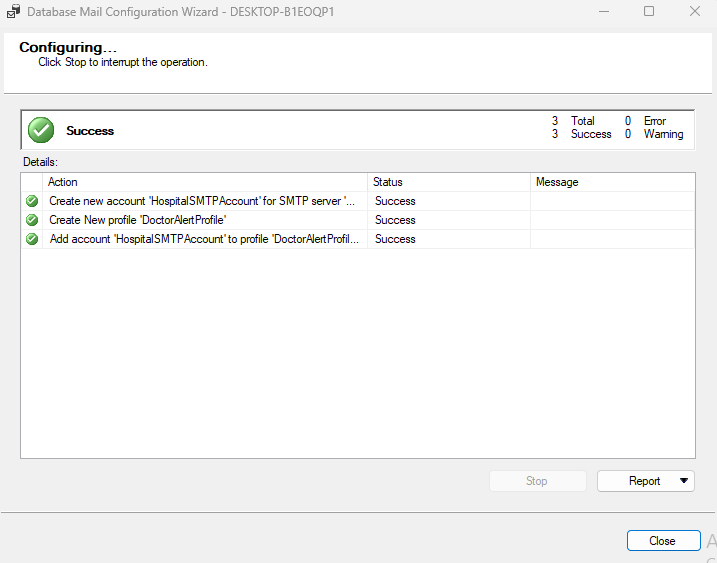 Database Mail Configuration Wizard - DESKTOP-B1EOQP1
Configuring...
Click Stop to interrupt the operation.
Success
3 Total 0 Error
3 Success 0 Warning
Details:
Action Status Message
Create new account 'HospitalSMTPAccount' for SMTP server '... Success
Create New profile 'DoctorAlertProfile' Success
Add account 'HospitalSMTPAccount' to profile 'DoctorAlertProfil... Success
Stop Report
Close